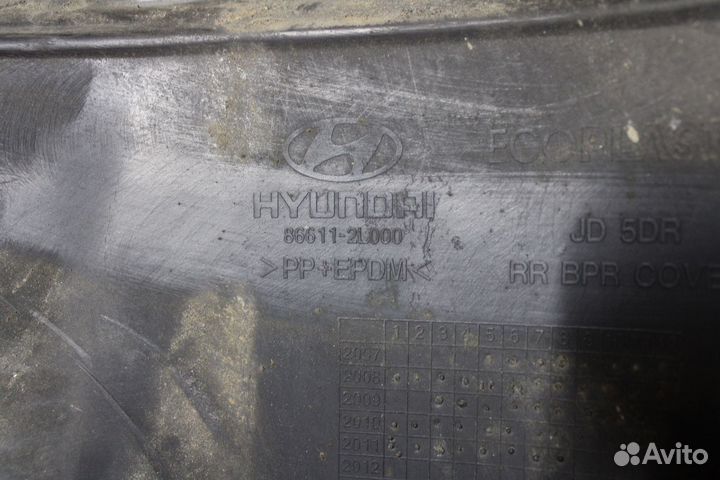 HYUNDAI
86611-2L000
>PP+EPDM<
JD 5DR
RR BPR COVE
1 2 3 4 5 6 7 8 9
2007
2008
2009
2010
2011
2012
Avito